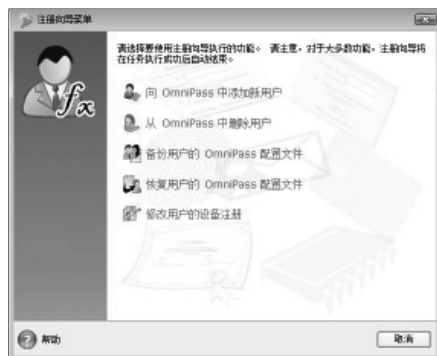 注册向导菜单
请选择要使用注册向导执行的功能。 请注意，对于大多数功能，注册向导将
在任务执行成功后自动结束。
fx
向 OmniPass 中添加新用户
从 OmniPass 中删除用户
备份用户的 OmniPass 配置文件
恢复用户的 OmniPass 配置文件
修改用户的设备注册
帮助
取消